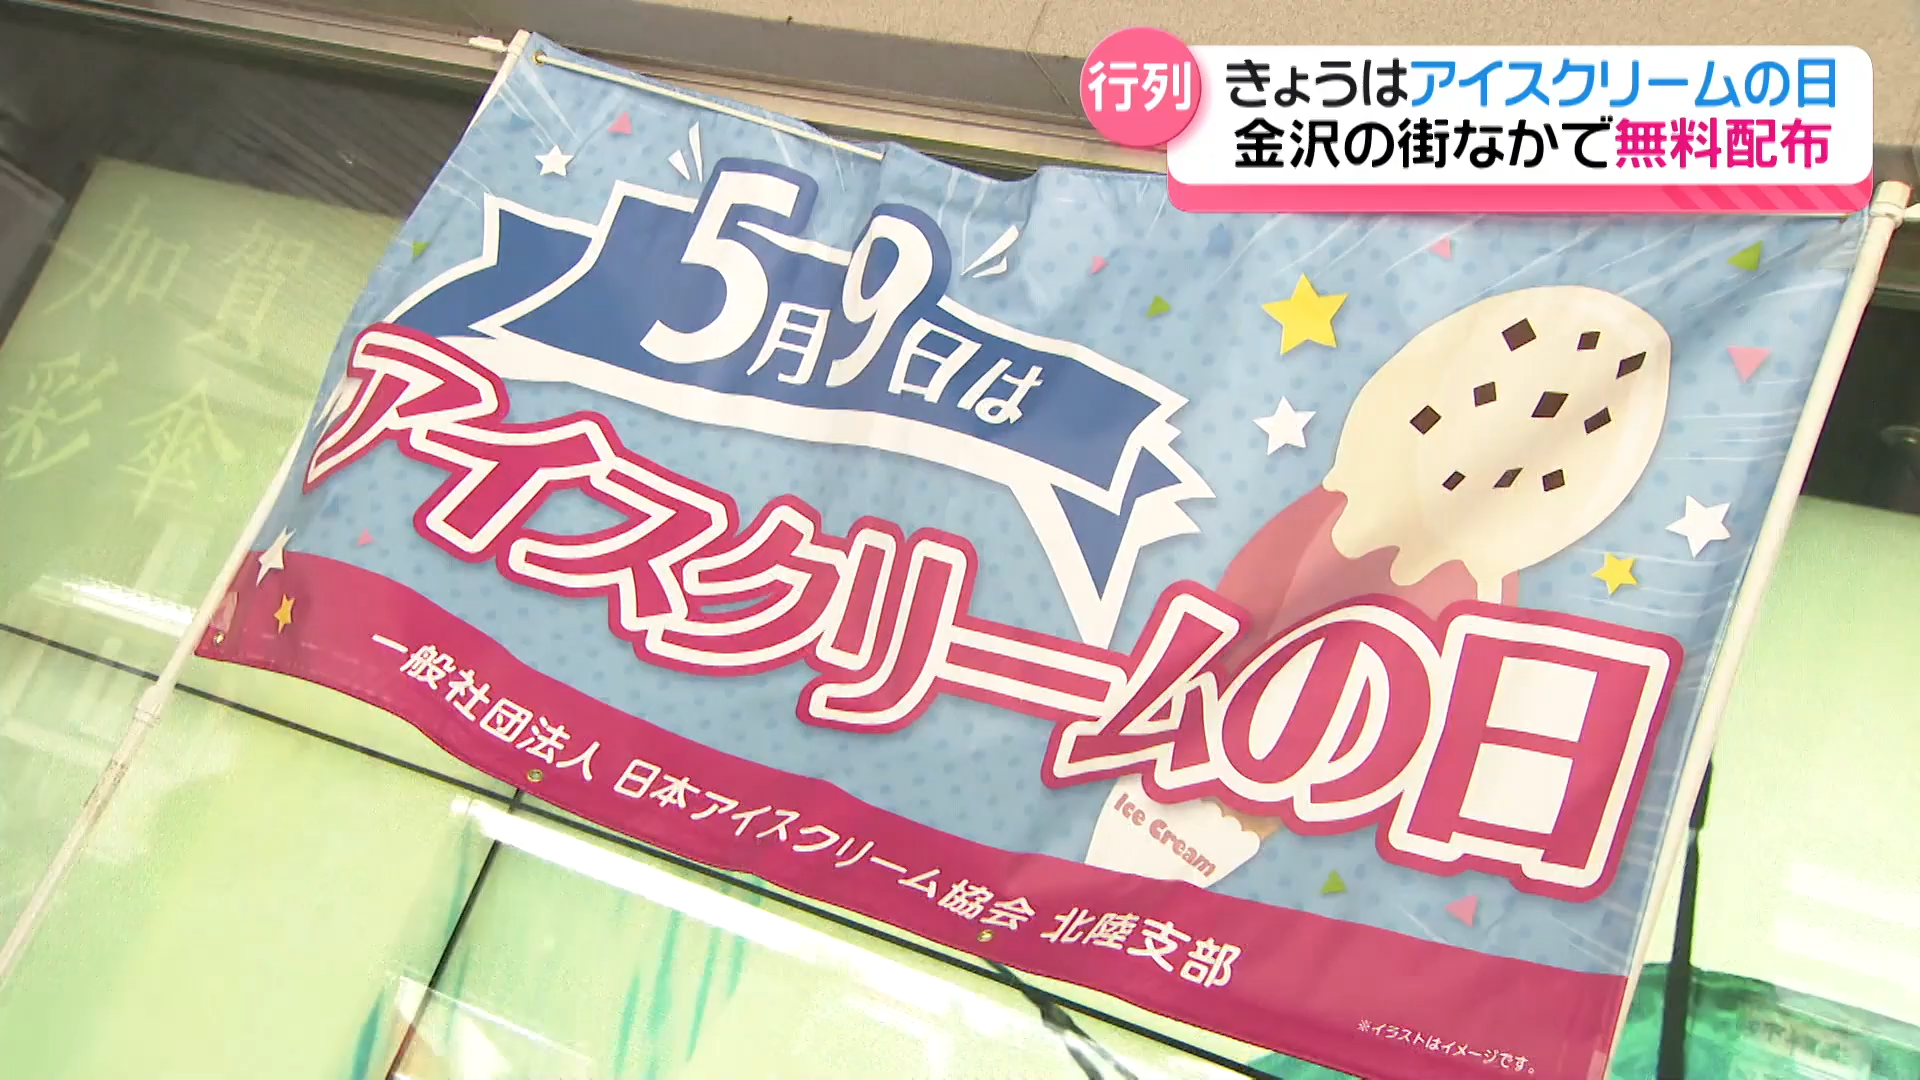 行列
きょうはアイスクリームの日
金沢の街なかで無料配布
加賀
彩傘
5月9日は
アイスクリームの日
Ice Cream
一般社団法人 日本アイスクリーム協会 北陸支部
※イラストはイメージです。